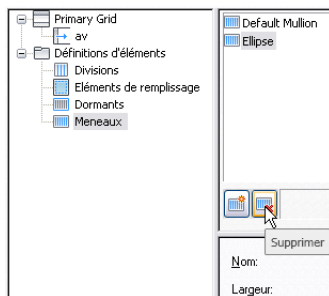 Primary Grid
av
Définitions d'éléments
Divisions
Eléments de remplissage
Dormants
Meneaux
Default Mullion
Ellipse
Supprimer
Nom:
Largeur: